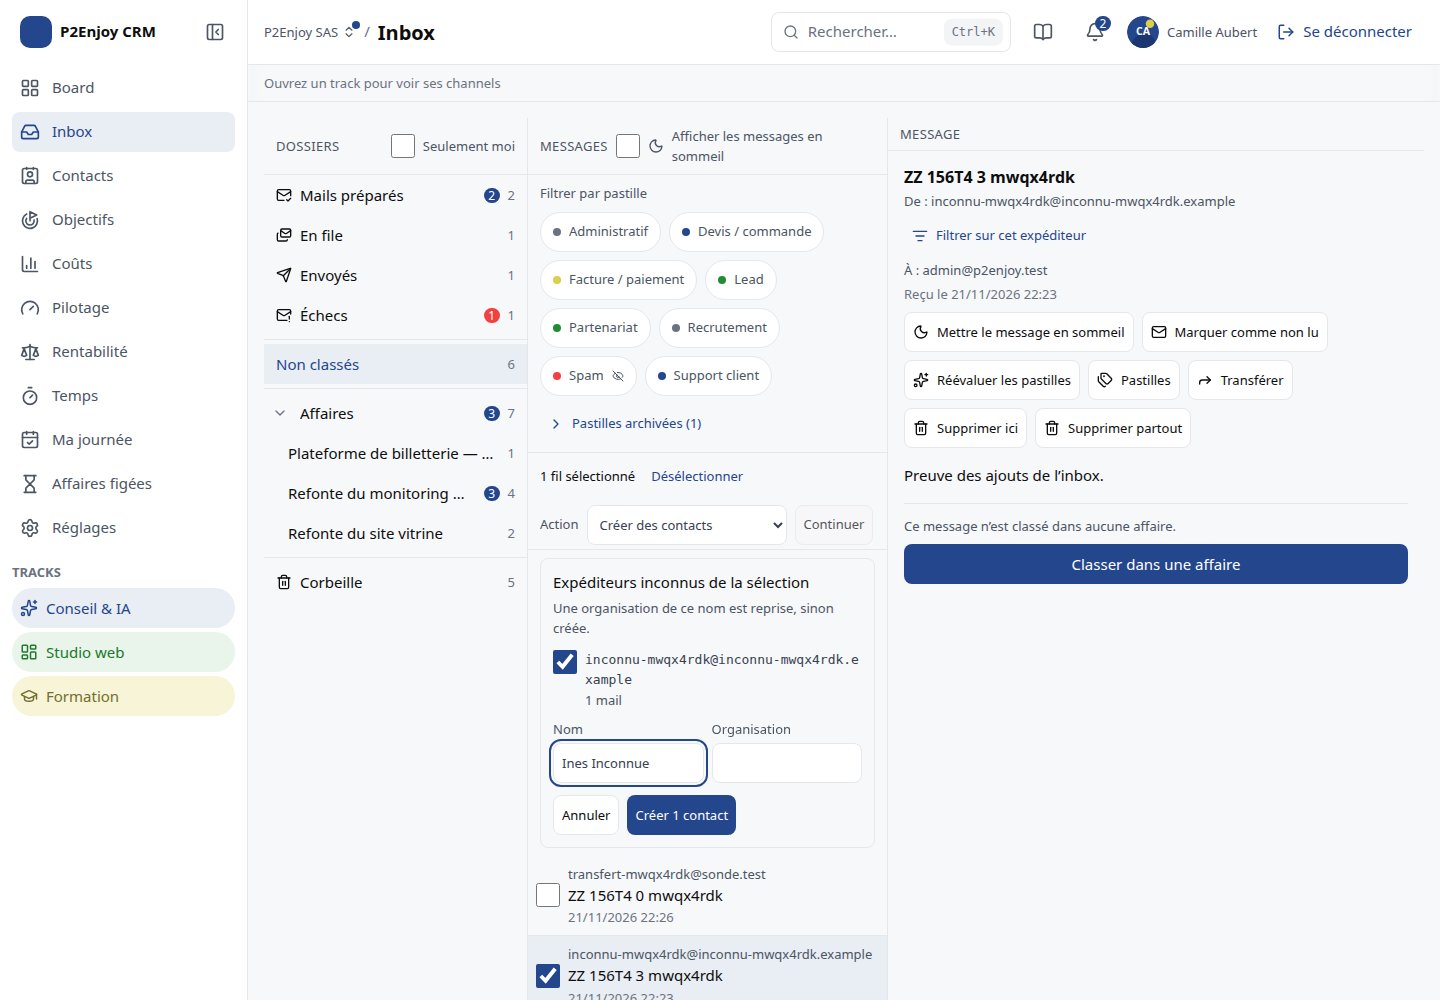 P2Enjoy CRM
Board
Inbox
Contacts
Objectifs
Coûts
Pilotage
Rentabilité
Temps
Ma journée
Affaires figées
Réglages
TRACKS
Conseil & IA
Studio web
Formation
P2Enjoy SAS / Inbox
Rechercher... Ctrl+K
2
CA Camille Aubert
Se déconnecter
Ouvrez un track pour voir ses channels
DOSSIERS Seulement moi
Mails préparés 2 2
En file 1
Envoyés 1
Échecs 1 1
Non classés 6
Affaires 3 7
Plateforme de billetterie — ... 1
Refonte du monitoring ... 3 4
Refonte du site vitrine 2
Corbeille 5
MESSAGES Afficher les messages en
sommeil
Filtrer par pastille
Administratif Devis / commande
Facture / paiement Lead
Partenariat Recrutement
Spam Support client
Pastilles archivées (1)
1 fil sélectionné Désélectionner
Action Créer des contacts Continuer
Expéditeurs inconnus de la sélection
Une organisation de ce nom est reprise, sinon
créée.
inconnu-mwqx4rdk@inconnu-mwqx4rdk.e
xample
1 mail
Nom Organisation
Ines Inconnue
Annuler Créer 1 contact
transfert-mwqx4rdk@sonde.test
ZZ 156T4 0 mwqx4rdk
21/11/2026 22:26
inconnu-mwqx4rdk@inconnu-mwqx4rdk.example
ZZ 156T4 3 mwqx4rdk
21/11/2026 22:23
MESSAGE
ZZ 156T4 3 mwqx4rdk
De : inconnu-mwqx4rdk@inconnu-mwqx4rdk.example
Filtrer sur cet expéditeur
À : admin@p2enjoy.test
Reçu le 21/11/2026 22:23
Mettre le message en sommeil Marquer comme non lu
Réévaluer les pastilles Pastilles Transférer
Supprimer ici Supprimer partout
Preuve des ajouts de l’inbox.
Ce message n’est classé dans aucune affaire.
Classer dans une affaire